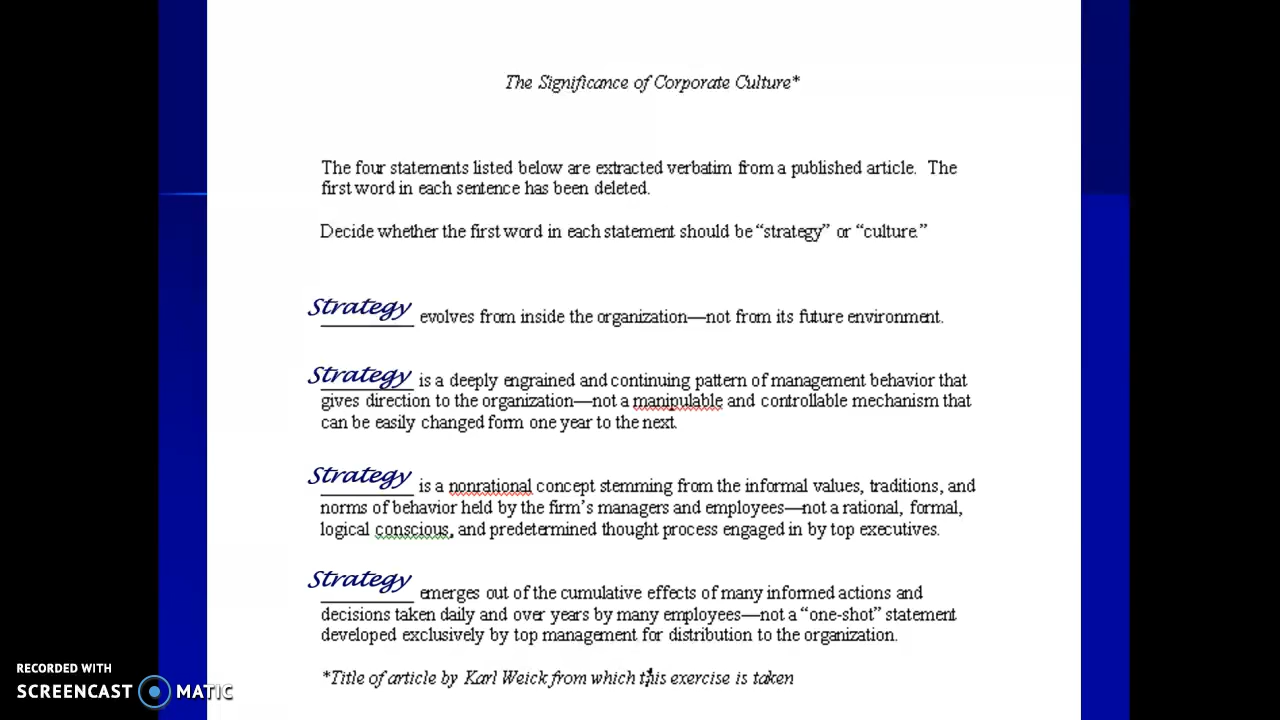 The Significance of Corporate Culture*
The four statements listed below are extracted verbatim from a published article. The
first word in each sentence has been deleted.
Decide whether the first word in each statement should be “strategy” or “culture.”
Strategy evolves from inside the organization—not from its future environment.
Strategy is a deeply engrained and continuing pattern of management behavior that
gives direction to the organization—not a manipulable and controllable mechanism that
can be easily changed form one year to the next.
Strategy is a nonrational concept stemming from the informal values, traditions, and
norms of behavior held by the firm’s managers and employees—not a rational, formal,
logical conscious, and predetermined thought process engaged in by top executives.
Strategy emerges out of the cumulative effects of many informed actions and
decisions taken daily and over years by many employees—not a “one-shot” statement
developed exclusively by top management for distribution to the organization.
*Title of article by Karl Weick from which this exercise is taken
RECORDED WITH
SCREENCAST MATIC